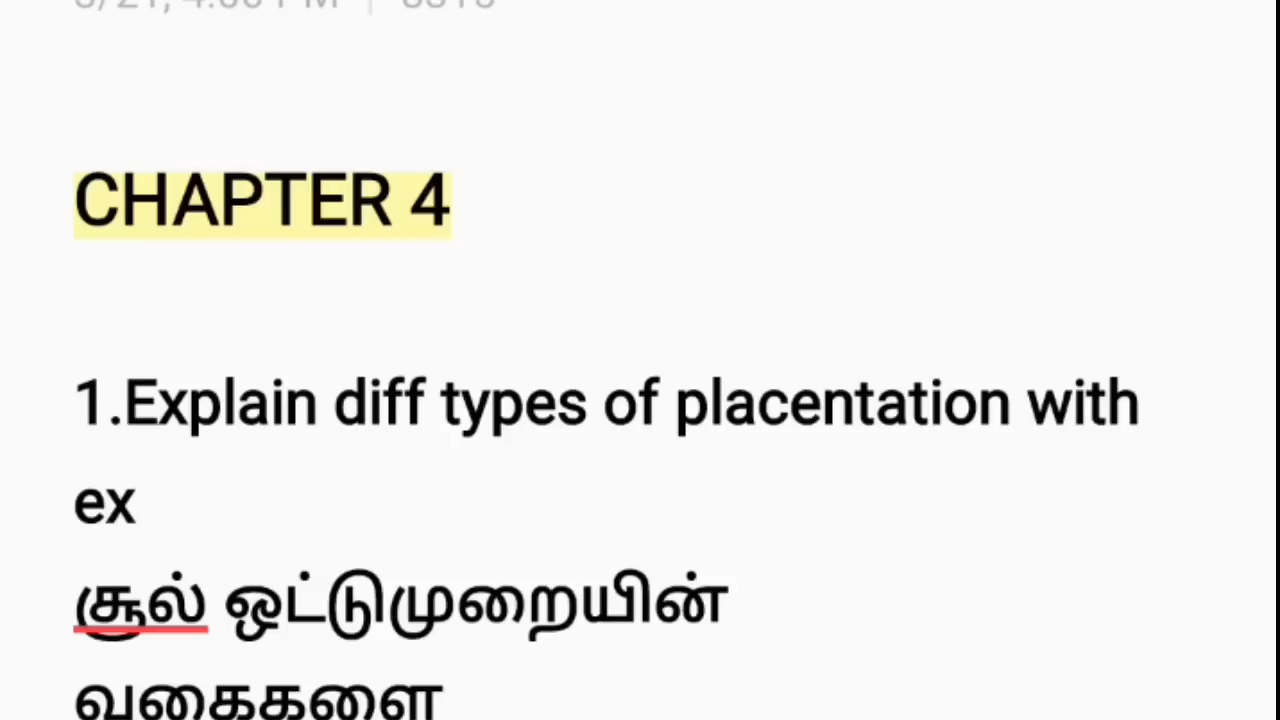 CHAPTER 4
1.Explain diff types of placentation with
ex
சூல் ஒட்டுமுறையின்
வகைகளை